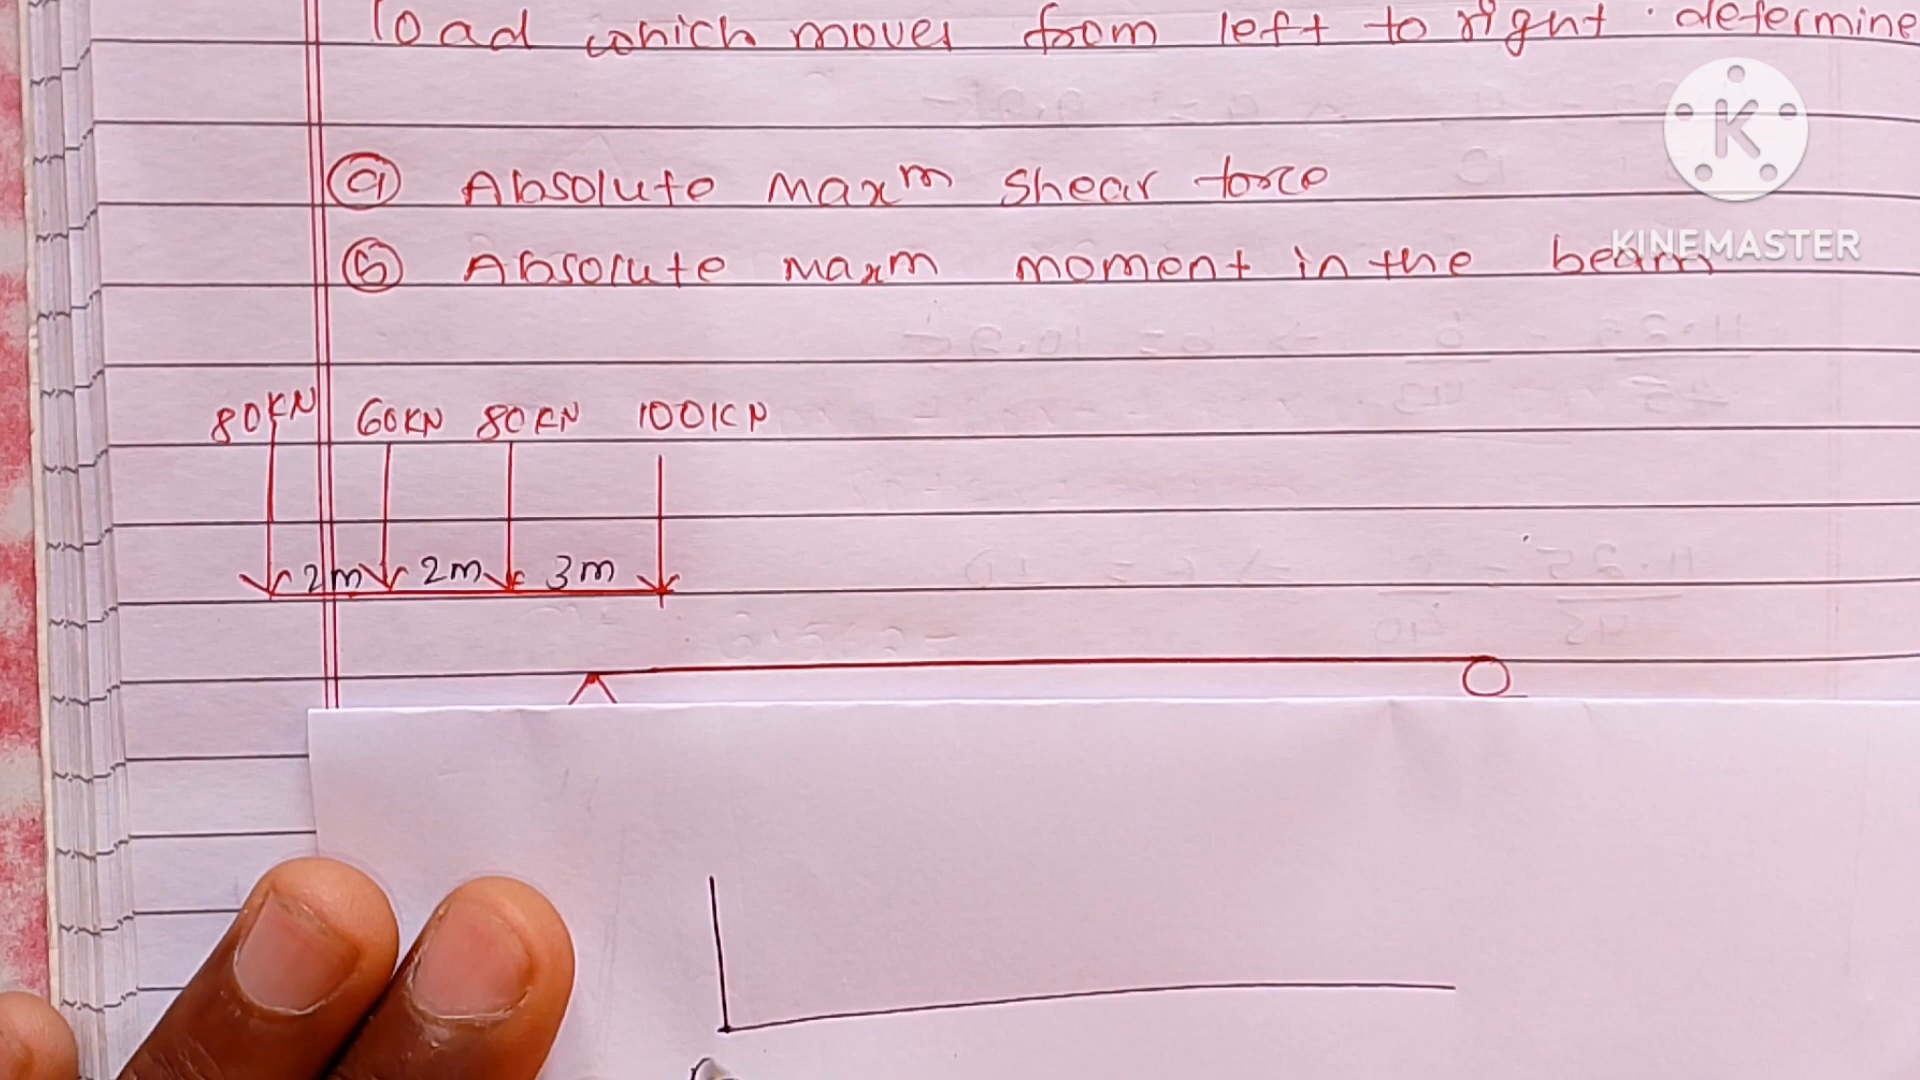 load which moves from left to right. determine
K
KINEMASTER
(a) Absolute maxm shear force
(b) Absolute maxm moment in the beam
80KN 60KN 80KN 100KN
2m 2m 3m